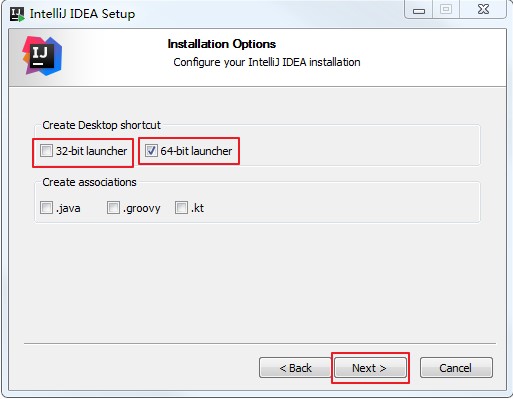 IJ IntelliJ IDEA Setup
IJ
Installation Options
Configure your IntelliJ IDEA installation
Create Desktop shortcut
32-bit launcher 64-bit launcher
Create associations
.java .groovy .kt
< Back Next > Cancel